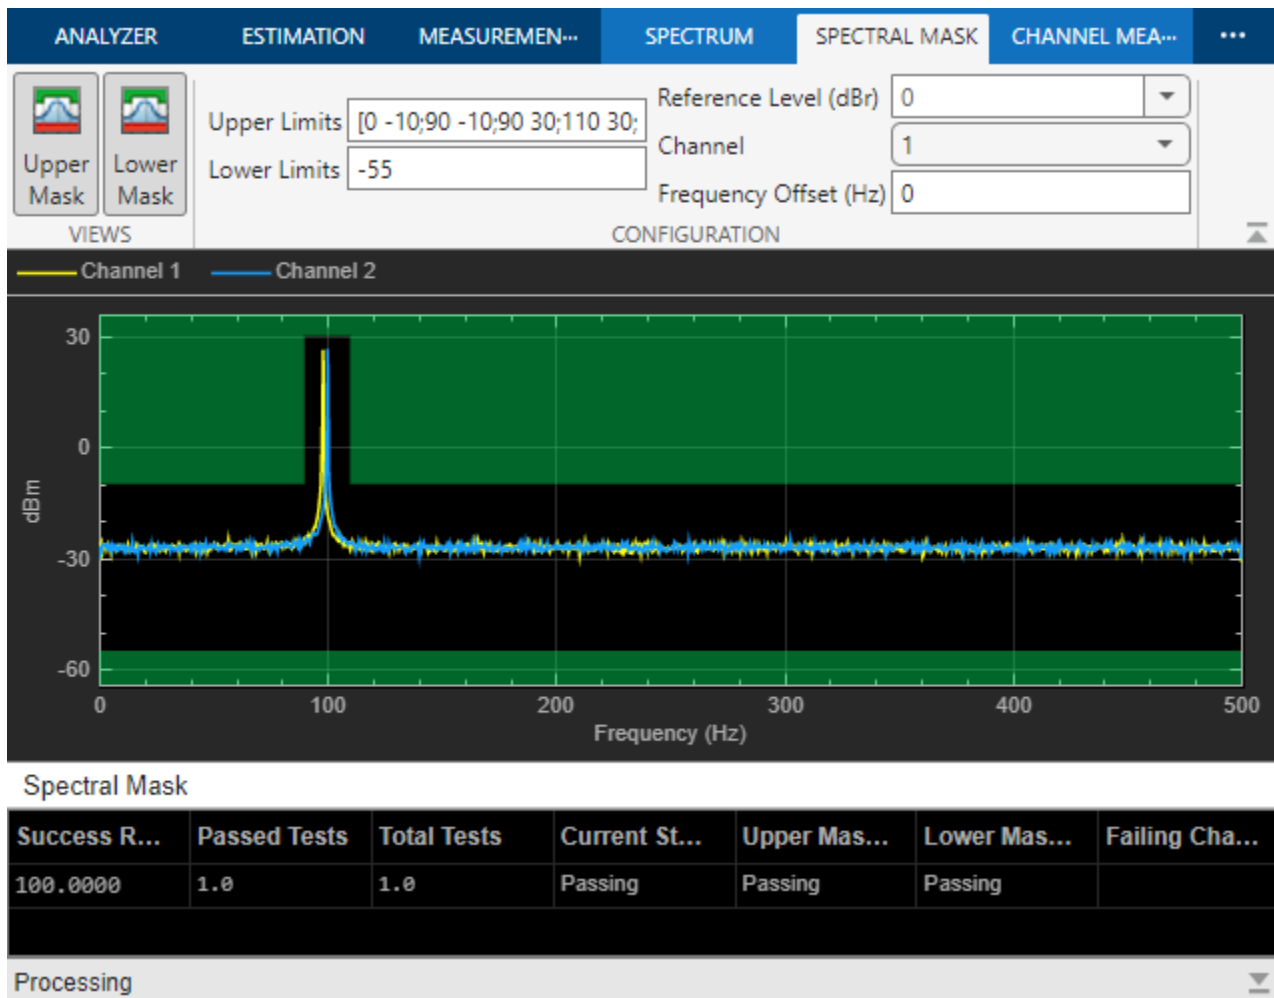 ANALYZER ESTIMATION MEASUREMEN... SPECTRUM SPECTRAL MASK CHANNEL MEA... ...
Upper Mask
Lower Mask
VIEWS
Upper Limits [0 -10;90 -10;90 30;110 30;
Lower Limits -55
Reference Level (dBr) 0
Channel 1
Frequency Offset (Hz) 0
CONFIGURATION
Channel 1 Channel 2
30
0
-30
-60
dBm
0 100 200 300 400 500
Frequency (Hz)
Spectral Mask
Success R... Passed Tests Total Tests Current St... Upper Mas... Lower Mas... Failing Cha...
100.0000 1.0 1.0 Passing Passing Passing
Processing